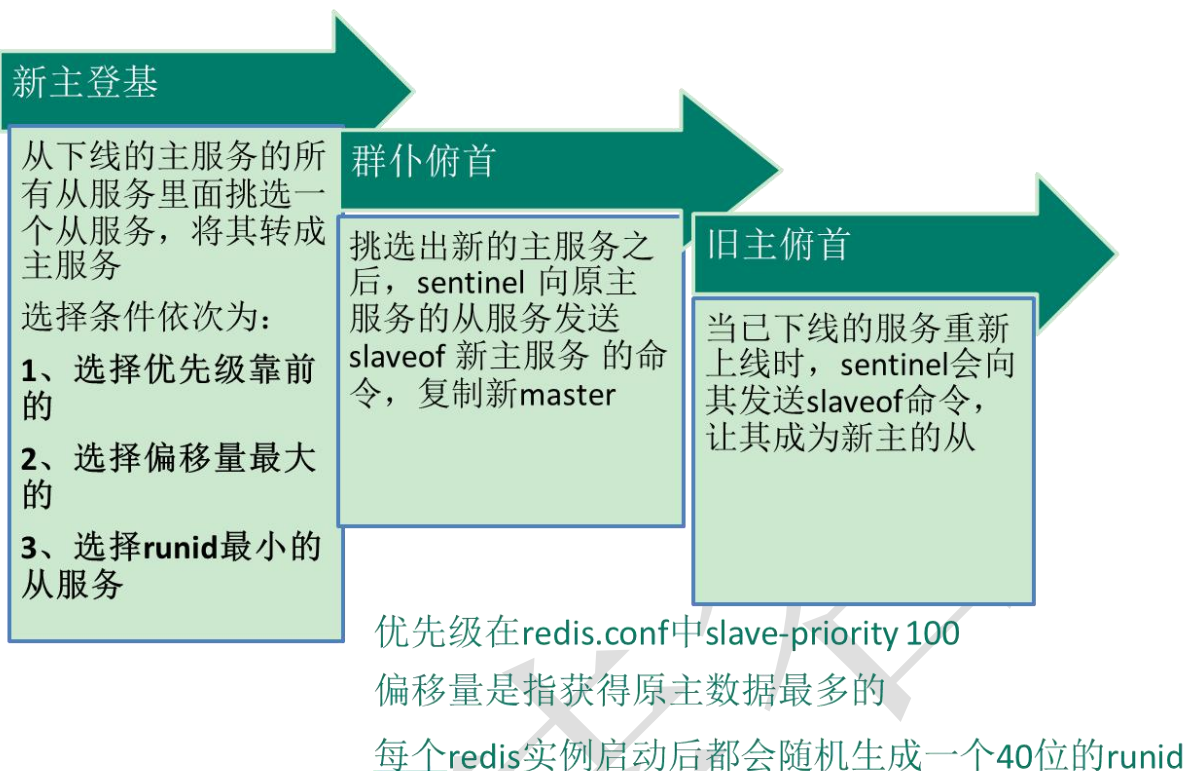 新主登基
从下线的主服务的所
有从服务里面挑选一
个从服务，将其转成
主服务
选择条件依次为：
1、选择优先级靠前
的
2、选择偏移量最大
的
3、选择runid最小的
从服务
群仆俯首
挑选出新的主服务之
后，sentinel 向原主
服务的从服务发送
slaveof 新主服务 的命
令，复制新master
旧主俯首
当已下线的服务重新
上线时，sentinel会向
其发送slaveof命令，
让其成为新主的从
优先级在redis.conf中slave-priority 100
偏移量是指获得原主数据最多的
每个redis实例启动后都会随机生成一个40位的runid